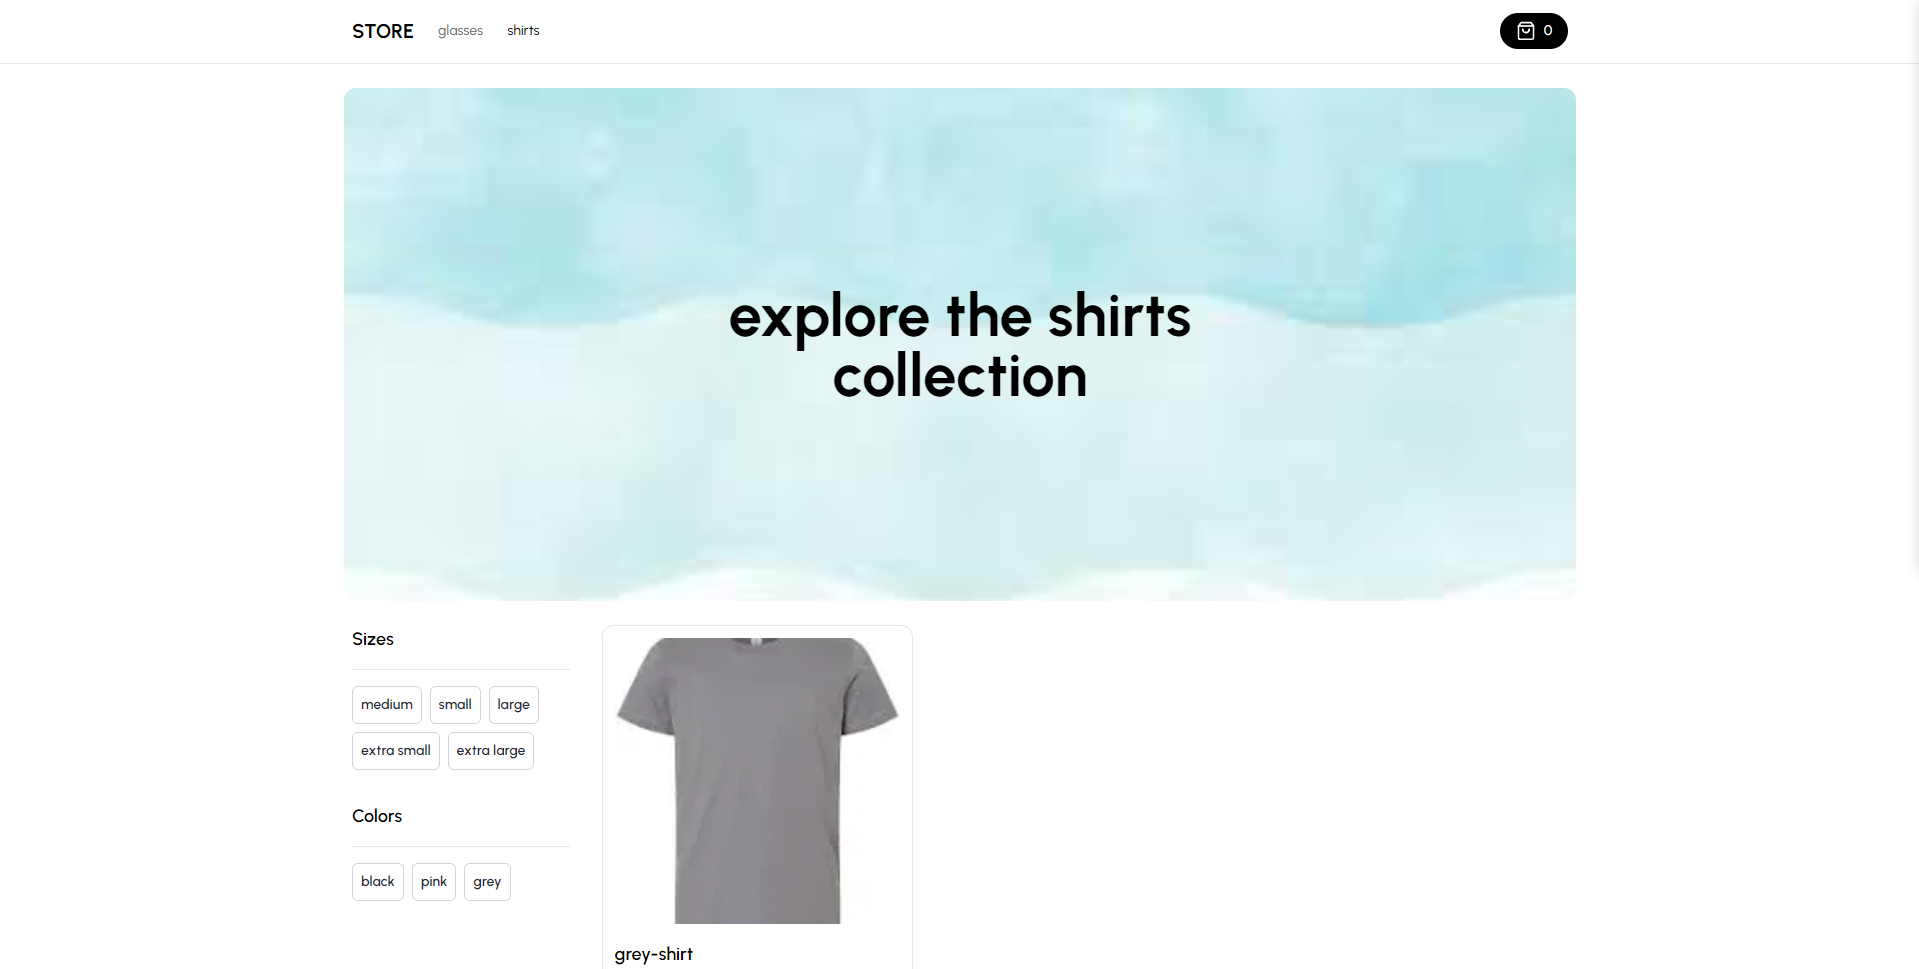 STORE glasses shirts 0
explore the shirts
collection
Sizes
medium small large
extra small extra large
Colors
black pink grey
grey-shirt